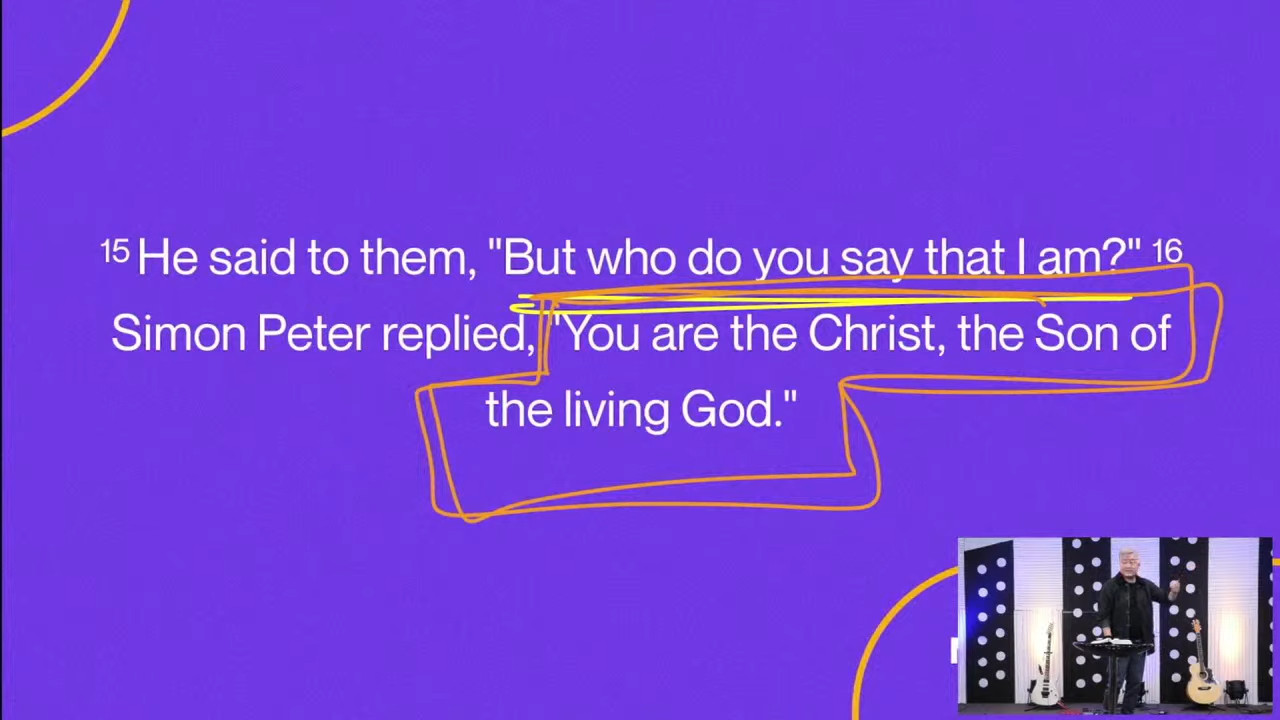 15 He said to them, "But who do you say that I am?" 16
Simon Peter replied, "You are the Christ, the Son of
the living God."